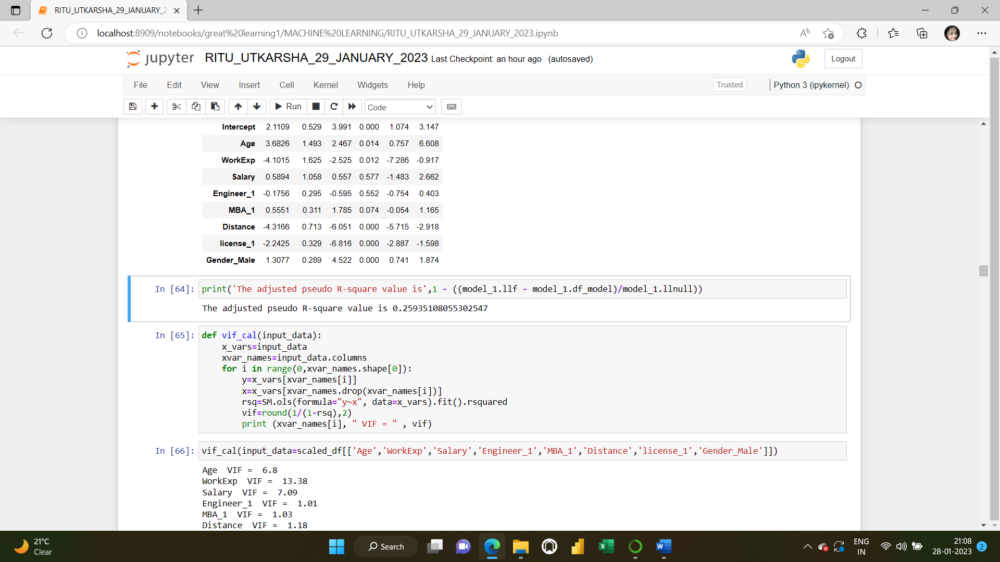 RITU_UTKARSHA_29_JANUARY_2
localhost:8909/notebooks/great%20learning1/MACHINE%20LEARNING/RITU_UTKARSHA_29_JANUARY_2023.ipynb
jupyter RITU_UTKARSHA_29_JANUARY_2023 Last Checkpoint: an hour ago (autosaved) Logout
File Edit View Insert Cell Kernel Widgets Help Trusted Python 3 (ipykernel)
Run Code
Intercept 2.1109 0.529 3.991 0.000 1.074 3.147
Age 3.6826 1.493 2.467 0.014 0.757 6.608
WorkExp -4.1015 1.625 -2.525 0.012 -7.286 -0.917
Salary 0.5894 1.058 0.557 0.577 -1.483 2.662
Engineer_1 -0.1756 0.295 -0.595 0.552 -0.754 0.403
MBA_1 0.5551 0.311 1.785 0.074 -0.054 1.165
Distance -4.3166 0.713 -6.051 0.000 -5.715 -2.918
license_1 -2.2425 0.329 -6.816 0.000 -2.887 -1.598
Gender_Male 1.3077 0.289 4.522 0.000 0.741 1.874
In [64]: print('The adjusted pseudo R-square value is',1 - ((model_1.llf - model_1.df_model)/model_1.llnull))
The adjusted pseudo R-square value is 0.25935108055302547
In [65]: def vif_cal(input_data):
x_vars=input_data
xvar_names=input_data.columns
for i in range(0,xvar_names.shape[0]):
y=x_vars[xvar_names[i]]
x=x_vars[xvar_names.drop(xvar_names[i])]
rsq=SM.ols(formula="y~x", data=x_vars).fit().rsquared
vif=round(1/(1-rsq),2)
print (xvar_names[i], " VIF = " , vif)
In [66]: vif_cal(input_data=scaled_df[['Age','WorkExp','Salary','Engineer_1','MBA_1','Distance','license_1','Gender_Male']])
Age VIF = 6.8
WorkExp VIF = 13.38
Salary VIF = 7.09
Engineer_1 VIF = 1.01
MBA_1 VIF = 1.03
Distance VIF = 1.18
21°C
Clear
Search
ENG
IN
21:08
28-01-2023
2